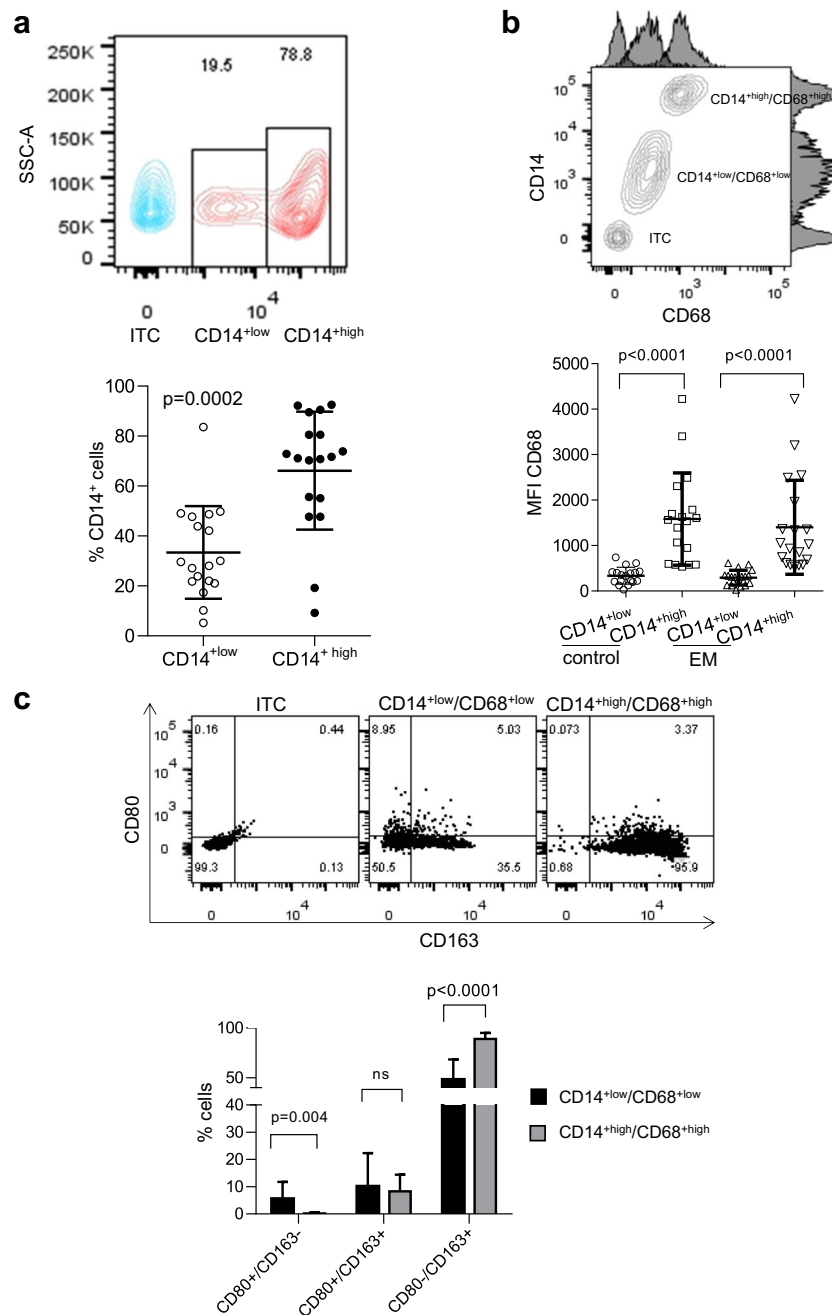 a
250K
200K
150K
100K
50K
0
SSC-A
19.5
78.8
0
10^4
ITC
CD14^+low
CD14^+high
100
80
60
40
20
0
% CD14^+ cells
p=0.0002
CD14^+low
CD14^+ high
b
10^5
10^4
10^3
0
CD14
CD14^+high/CD68^+high
CD14^+low/CD68^+low
ITC
0
10^3
10^5
CD68
5000
4000
3000
2000
1000
0
MFI CD68
p<0.0001
p<0.0001
CD14^+low
CD14^+high
CD14^+low
CD14^+high
control
EM
c
ITC
CD14^+low/CD68^+low
CD14^+high/CD68^+high
CD80
10^5
10^4
10^3
0
0.16
0.44
99.3
0.13
8.95
5.03
50.5
35.5
0.073
3.37
0.68
95.9
0
10^4
0
10^4
0
10^4
CD163
100
50
40
30
20
10
0
% cells
p=0.004
ns
p<0.0001
CD80+/CD163-
CD80+/CD163+
CD80-/CD163+
CD14^+low/CD68^+low
CD14^+high/CD68^+high